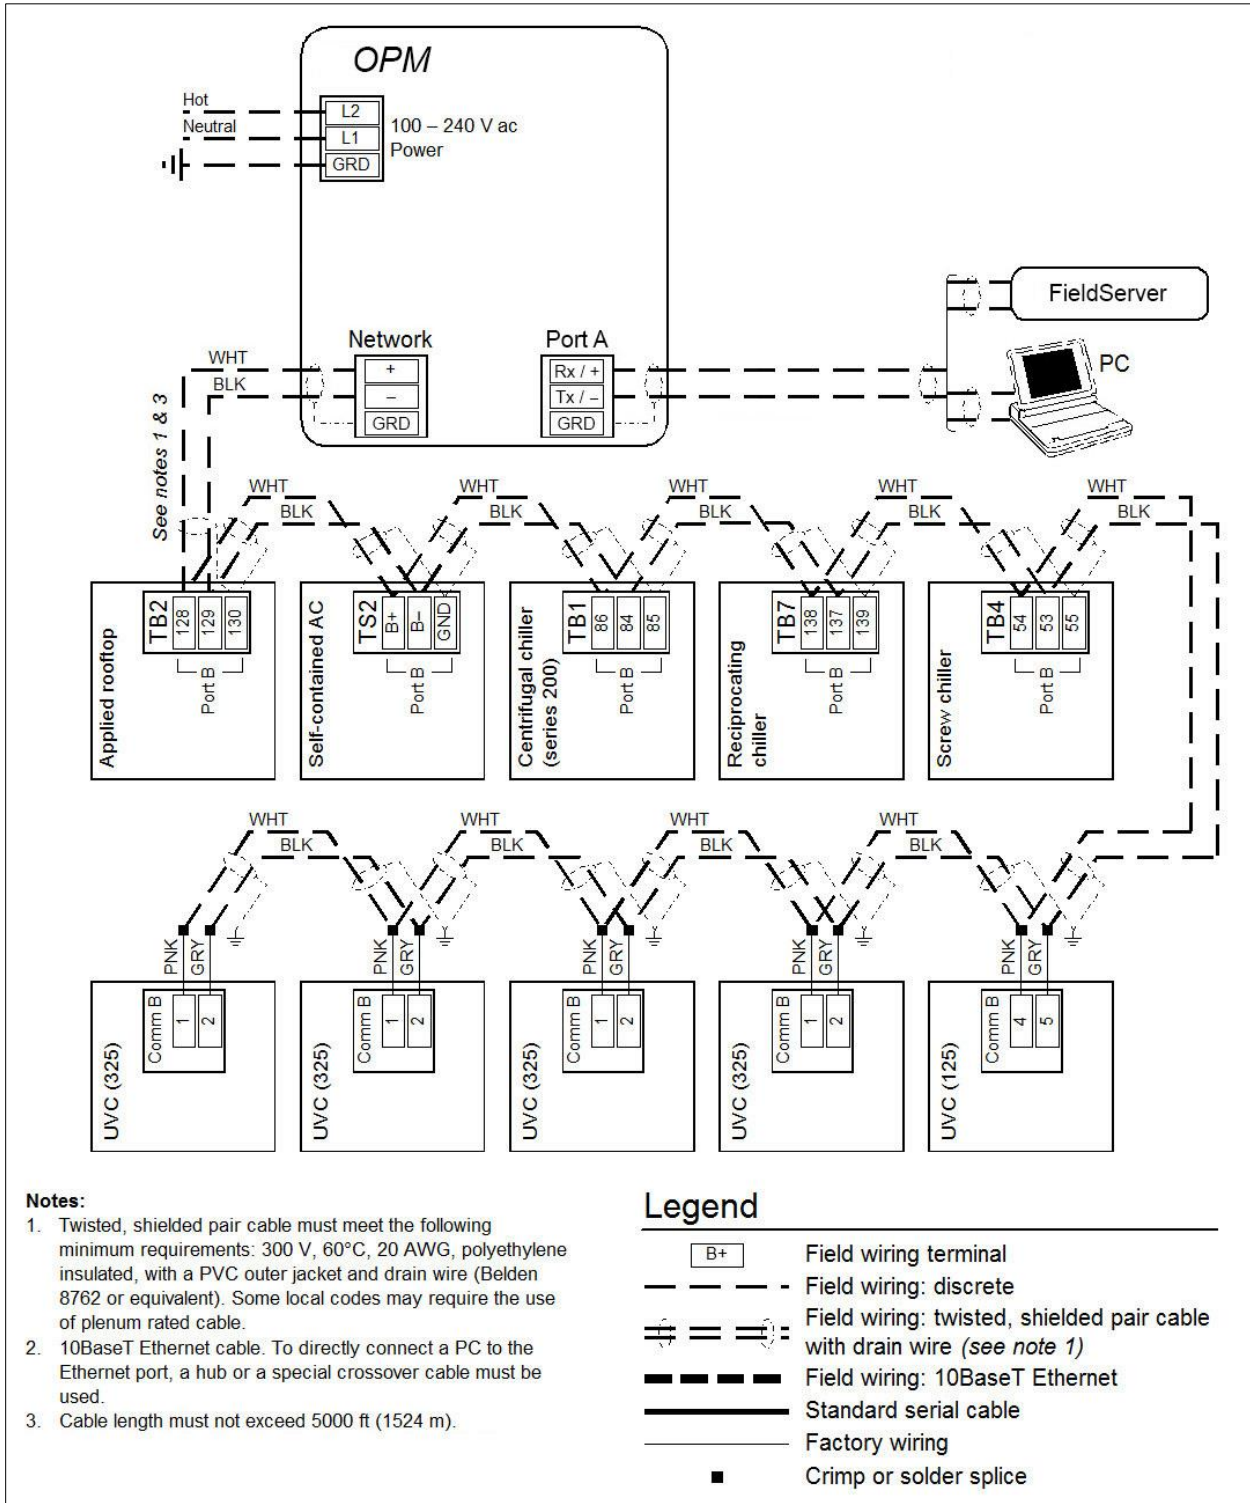 OPM
Hot
L2
Neutral
L1
GRD
100 – 240 V ac
Power
FieldServer
PC
Network
+
–
GRD
Port A
Rx / +
Tx / –
GRD
WHT
BLK
See notes 1 & 3
WHT
BLK
WHT
BLK
WHT
BLK
WHT
BLK
WHT
BLK
Applied rooftop
TB2
128
129
130
Port B
Self-contained AC
TS2
B+
B–
GND
Port B
Centrifugal chiller
(series 200)
TB1
86
84
85
Port B
Reciprocating
chiller
TB7
138
137
139
Port B
Screw chiller
TB4
54
53
55
Port B
WHT
BLK
WHT
BLK
WHT
BLK
WHT
BLK
PNK
GRY
PNK
GRY
PNK
GRY
PNK
GRY
PNK
GRY
UVC (325)
Comm B
1
2
UVC (325)
Comm B
1
2
UVC (325)
Comm B
1
2
UVC (325)
Comm B
1
2
UVC (125)
Comm B
4
5
Notes:
1. Twisted, shielded pair cable must meet the following
minimum requirements: 300 V, 60°C, 20 AWG, polyethylene
insulated, with a PVC outer jacket and drain wire (Belden
8762 or equivalent). Some local codes may require the use
of plenum rated cable.
2. 10BaseT Ethernet cable. To directly connect a PC to the
Ethernet port, a hub or a special crossover cable must be
used.
3. Cable length must not exceed 5000 ft (1524 m).
Legend
B+
Field wiring terminal
Field wiring: discrete
Field wiring: twisted, shielded pair cable
with drain wire (see note 1)
Field wiring: 10BaseT Ethernet
Standard serial cable
Factory wiring
Crimp or solder splice